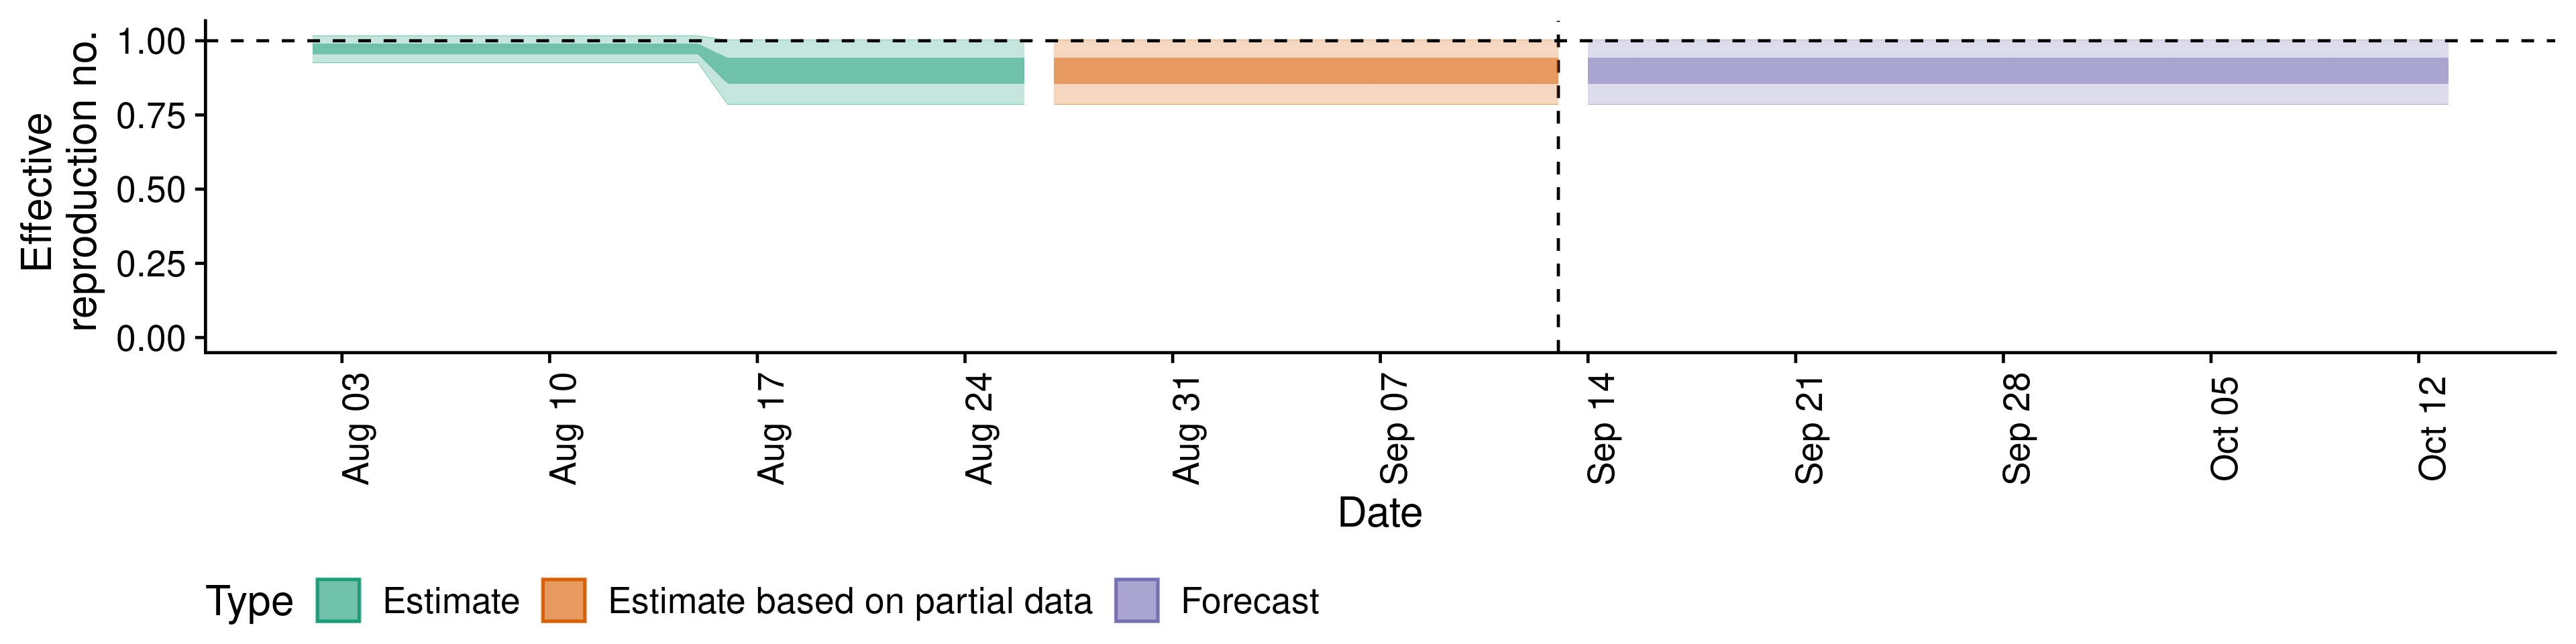 Effective
reproduction no.
1.00
0.75
0.50
0.25
0.00
Aug 03
Aug 10
Aug 17
Aug 24
Aug 31
Sep 07
Sep 14
Sep 21
Sep 28
Oct 05
Oct 12
Date
Type Estimate Estimate based on partial data Forecast